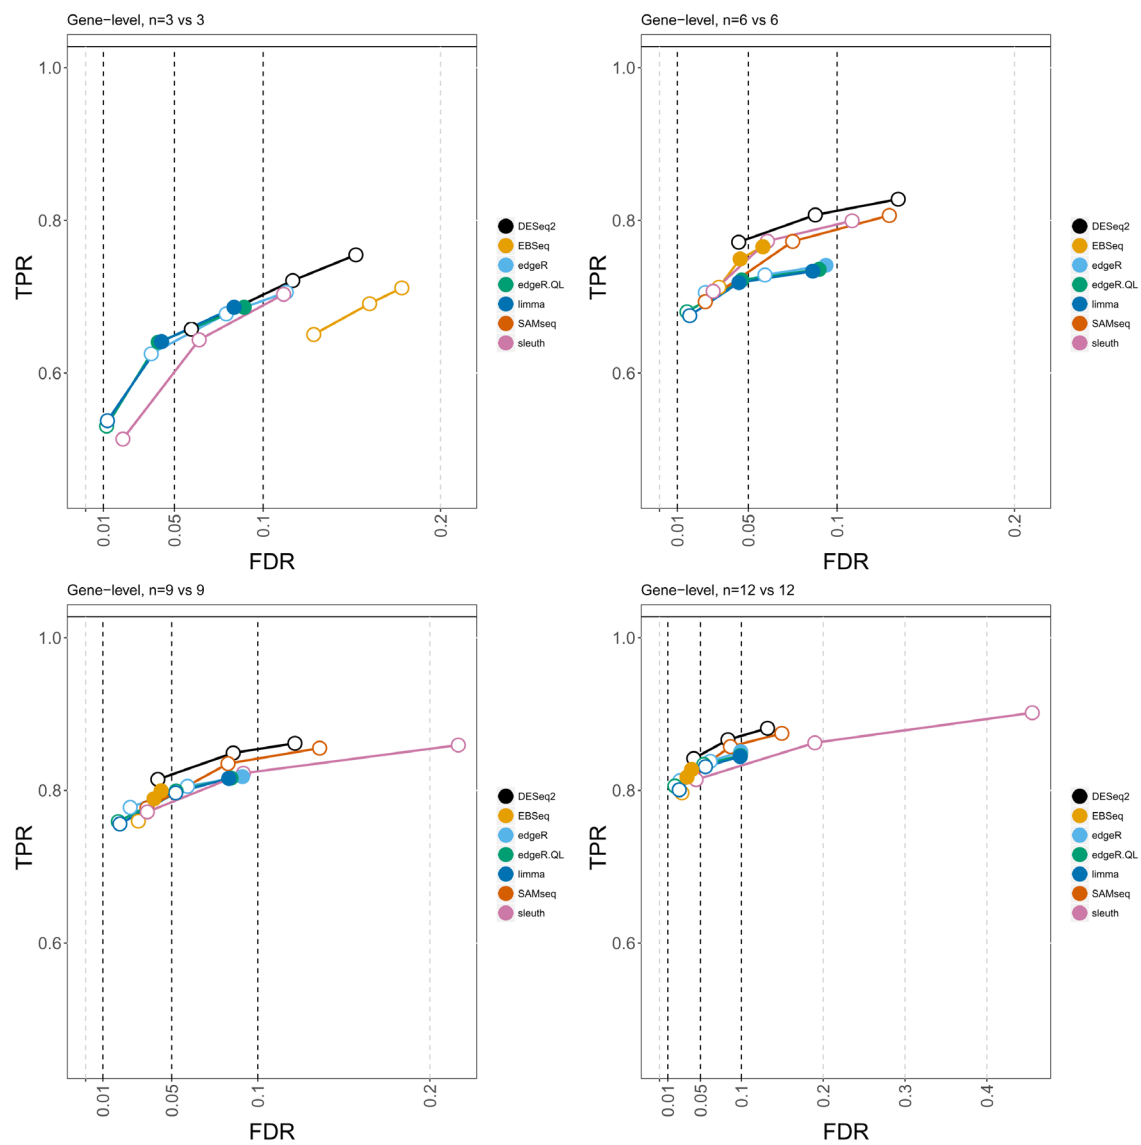 Gene−level, n=3 vs 3
1.0
0.8
0.6
TPR
0.01
0.05
0.1
0.2
FDR
DESeq2
EBSeq
edgeR
edgeR.QL
limma
SAMseq
sleuth
Gene−level, n=6 vs 6
1.0
0.8
0.6
TPR
0.01
0.05
0.1
0.2
FDR
DESeq2
EBSeq
edgeR
edgeR.QL
limma
SAMseq
sleuth
Gene−level, n=9 vs 9
1.0
0.8
0.6
TPR
0.01
0.05
0.1
0.2
FDR
DESeq2
EBSeq
edgeR
edgeR.QL
limma
SAMseq
sleuth
Gene−level, n=12 vs 12
1.0
0.8
0.6
TPR
0.01
0.05
0.1
0.2
0.3
0.4
FDR
DESeq2
EBSeq
edgeR
edgeR.QL
limma
SAMseq
sleuth